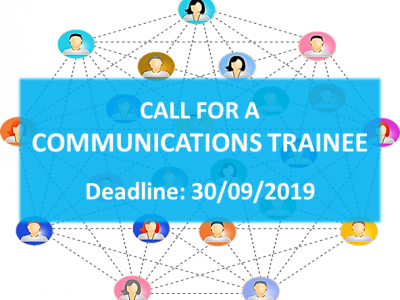 CALL FOR A
COMMUNICATIONS TRAINEE
Deadline: 30/09/2019